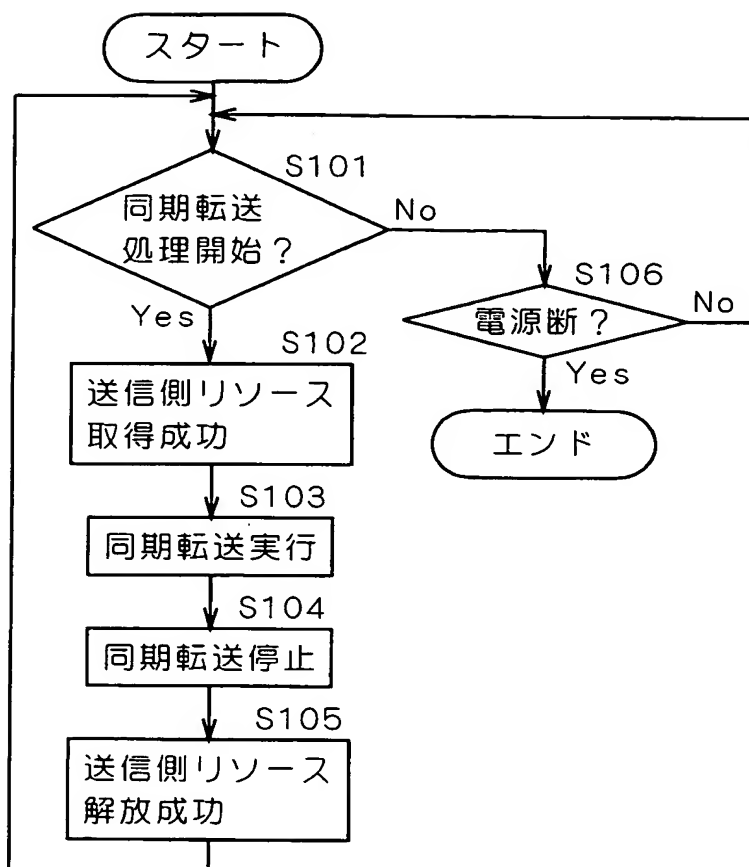 スタート
S101
同期転送
処理開始？
No
Yes
S106
電源断？
No
Yes
エンド
S102
送信側リソース
取得成功
S103
同期転送実行
S104
同期転送停止
S105
送信側リソース
解放成功